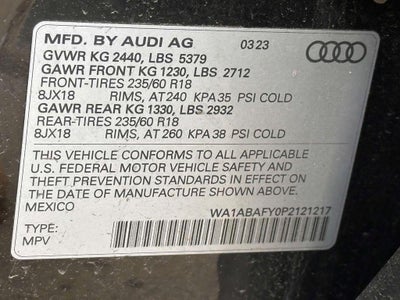 MFD. BY AUDI AG 03 23
GVWR KG 2440, LBS 5379
GAWR FRONT KG 1230, LBS 2712
FRONT-TIRES 235/60 R18
8JX18 RIMS, AT 240 KPA 35 PSI COLD
GAWR REAR KG 1330, LBS 2932
REAR-TIRES 235/60 R18
8JX18 RIMS, AT 260 KPA 38 PSI COLD
THIS VEHICLE CONFORMS TO ALL APPLICABLE
U.S. FEDERAL MOTOR VEHICLE SAFETY AND
THEFT PREVENTION STANDARDS IN EFFECT ON
THE DATE OF MANUFACTURE SHOWN ABOVE.
MEXICO
WA1ABAFY0P2121217
TYPE:
MPV